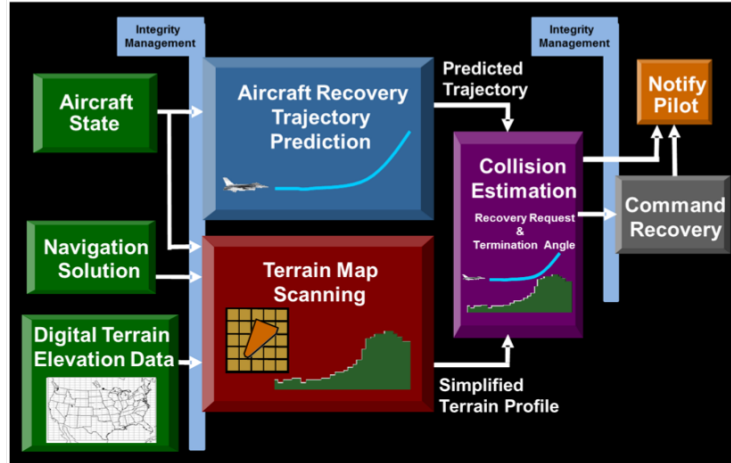 Integrity
Management
Aircraft
State
Navigation
Solution
Digital Terrain
Elevation Data
Aircraft Recovery
Trajectory
Prediction
Terrain Map
Scanning
Predicted
Trajectory
Simplified
Terrain Profile
Collision
Estimation
Recovery Request
&
Termination Angle
Integrity
Management
Notify
Pilot
Command
Recovery